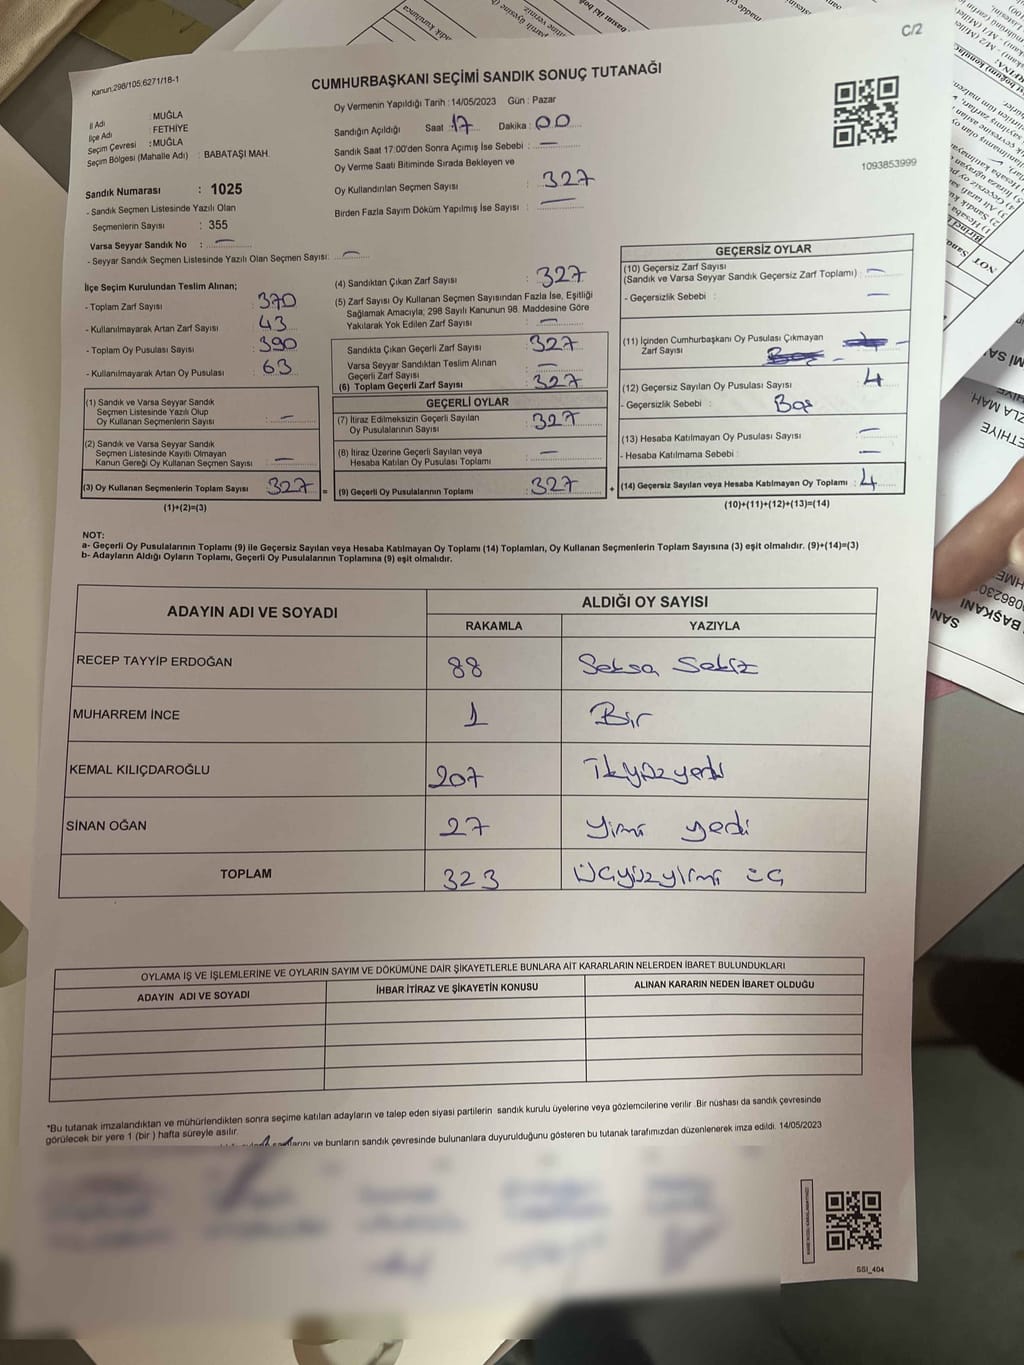 C/2
Kanun:298/105,6271/18-1
CUMHURBAŞKANI SEÇİMİ SANDIK SONUÇ TUTANAĞI
İl Adı : MUĞLA
İlçe Adı : FETHİYE
Seçim Çevresi : MUĞLA
Seçim Bölgesi (Mahalle Adı) : BABATAŞI MAH.
Sandık Numarası : 1025
- Sandık Seçmen Listesinde Yazılı Olan
Seçmenlerin Sayısı : 355
Varsa Seyyar Sandık No : —
- Seyyar Sandık Seçmen Listesinde Yazılı Olan Seçmen Sayısı: —
Oy Vermenin Yapıldığı Tarih : 14/05/2023 Gün : Pazar
Sandığın Açıldığı Saat : 17 Dakika : 00
Sandık Saat 17:00'den Sonra Açımış İse Sebebi : —
Oy Verme Saati Bitiminde Sırada Bekleyen ve
Oy Kullandırılan Seçmen Sayısı : 327
Birden Fazla Sayım Döküm Yapılmış İse Sayısı : —
1093853999
İlçe Seçim Kurulundan Teslim Alınan;
- Toplam Zarf Sayısı : 370
- Kullanılmayarak Artan Zarf Sayısı : 43
- Toplam Oy Pusulası Sayısı : 390
- Kullanılmayarak Artan Oy Pusulası : 63
(1) Sandık ve Varsa Seyyar Sandık
Seçmen Listesinde Yazılı Olup
Oy Kullanan Seçmenlerin Sayısı : —
(2) Sandık ve Varsa Seyyar Sandık
Seçmen Listesinde Kayıtlı Olmayan
Kanun Gereği Oy Kullanan Seçmen Sayısı : —
(3) Oy Kullanan Seçmenlerin Toplam Sayısı 327 =
(1)+(2)=(3)
(4) Sandıktan Çıkan Zarf Sayısı : 327
(5) Zarf Sayısı Oy Kullanan Seçmen Sayısından Fazla İse, Eşitliği
Sağlamak Amacıyla, 298 Sayılı Kanunun 98. Maddesine Göre
Yakılarak Yok Edilen Zarf Sayısı : —
Sandıkta Çıkan Geçerli Zarf Sayısı : 327
Varsa Seyyar Sandıktan Teslim Alınan
Geçerli Zarf Sayısı : —
(6) Toplam Geçerli Zarf Sayısı : 327
GEÇERLİ OYLAR
(7) İtiraz Edilmeksizin Geçerli Sayılan
Oy Pusulalarının Sayısı : 327
(8) İtiraz Üzerine Geçerli Sayılan veya
Hesaba Katılan Oy Pusulası Toplamı : —
(9) Geçerli Oy Pusulalarının Toplamı : 327 +
GEÇERSİZ OYLAR
(10) Geçersiz Zarf Sayısı
(Sandık ve Varsa Seyyar Sandık Geçersiz Zarf Toplamı) : —
- Geçersizlik Sebebi : —
(11) İçinden Cumhurbaşkanı Oy Pusulası Çıkmayan
Zarf Sayısı —
(12) Geçersiz Sayılan Oy Pusulası Sayısı : 4
- Geçersizlik Sebebi : Boş
(13) Hesaba Katılmayan Oy Pusulası Sayısı : —
- Hesaba Katılmama Sebebi : —
(14) Geçersiz Sayılan veya Hesaba Katılmayan Oy Toplamı : 4
(10)+(11)+(12)+(13)=(14)
NOT:
a- Geçerli Oy Pusulalarının Toplamı (9) ile Geçersiz Sayılan veya Hesaba Katılmayan Oy Toplamı (14) Toplamları, Oy Kullanan Seçmenlerin Toplam Sayısına (3) eşit olmalıdır. (9)+(14)=(3)
b- Adayların Aldığı Oyların Toplamı, Geçerli Oy Pusulalarının Toplamına (9) eşit olmalıdır.
ADAYIN ADI VE SOYADI ALDIĞI OY SAYISI
RAKAMLA YAZIYLA
RECEP TAYYİP ERDOĞAN 88 Seksa Sekiz
MUHARREM İNCE 1 Bir
KEMAL KILIÇDAROĞLU 207 İkiyüzyedi
SİNAN OĞAN 27 Yirmi yedi
TOPLAM 323 Üçyüzyirmi üç
OYLAMA İŞ VE İŞLEMLERİNE VE OYLARIN SAYIM VE DÖKÜMÜNE DAİR ŞİKAYETLERLE BUNLARA AİT KARARLARIN NELERDEN İBARET BULUNDUKLARI
ADAYIN ADI VE SOYADI İHBAR İTİRAZ VE ŞİKAYETİN KONUSU ALINAN KARARIN NEDEN İBARET OLDUĞU
*Bu tutanak imzalandıktan ve mühürlendikten sonra seçime katılan adayların ve talep eden siyasi partilerin sandık kurulu üyelerine veya gözlemcilerine verilir. Bir nüshası da sandık çevresinde
görülecek bir yere 1 (bir ) hafta süreyle asılır.
ve bunların sandık çevresinde bulunanlara duyurulduğunu gösteren bu tutanak tarafımızdan düzenlenerek imza edildi. 14/05/2023
SSI_404